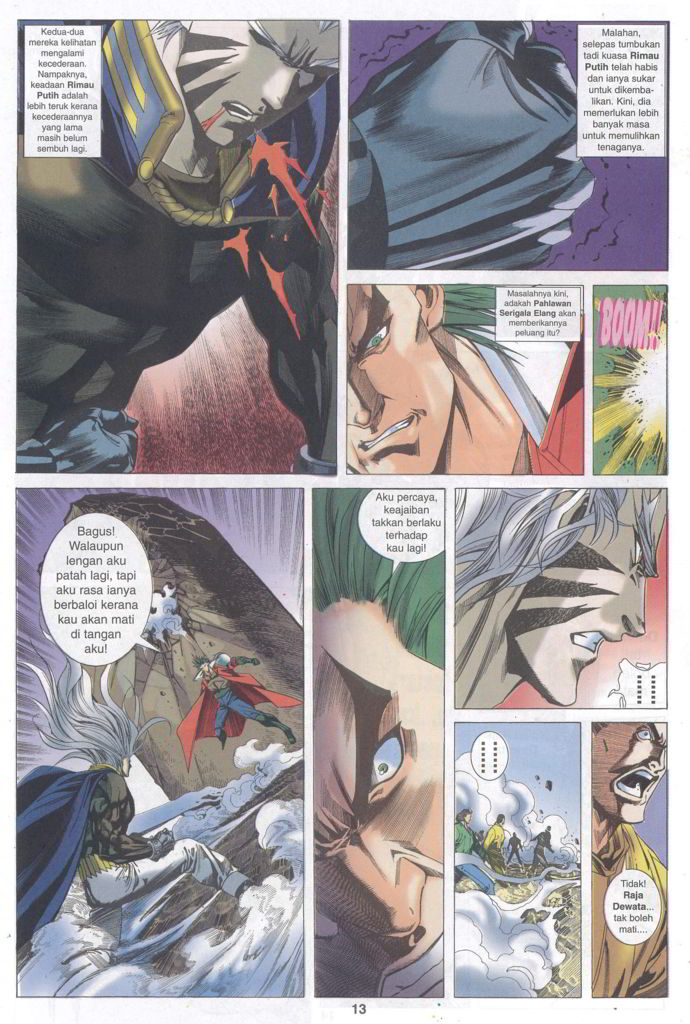 Kedua-dua
mereka kelihatan
mengalami
kecederaan.
Nampaknya,
keadaan Rimau
Putih adalah
lebih teruk kerana
kecederaannya
yang lama
masih belum
sembuh lagi.
Malahan,
selepas tumbukan
tadi kuasa Rimau
Putih telah habis
dan ianya sukar
untuk dikemba-
likan. Kini, dia
memerlukan lebih
banyak masa
untuk memulihkan
tenaganya.
Masalahnya kini,
adakah Pahlawan
Serigala Elang akan
memberikannya
peluang itu?
BOOM!!
Bagus!
Walaupun
lengan aku
patah lagi, tapi
aku rasa ianya
berbaloi kerana
kau akan mati
di tangan
aku!
Aku percaya,
keajaiban
takkan berlaku
terhadap
kau lagi!
Tidak!
Raja
Dewata...
tak boleh
mati....
13